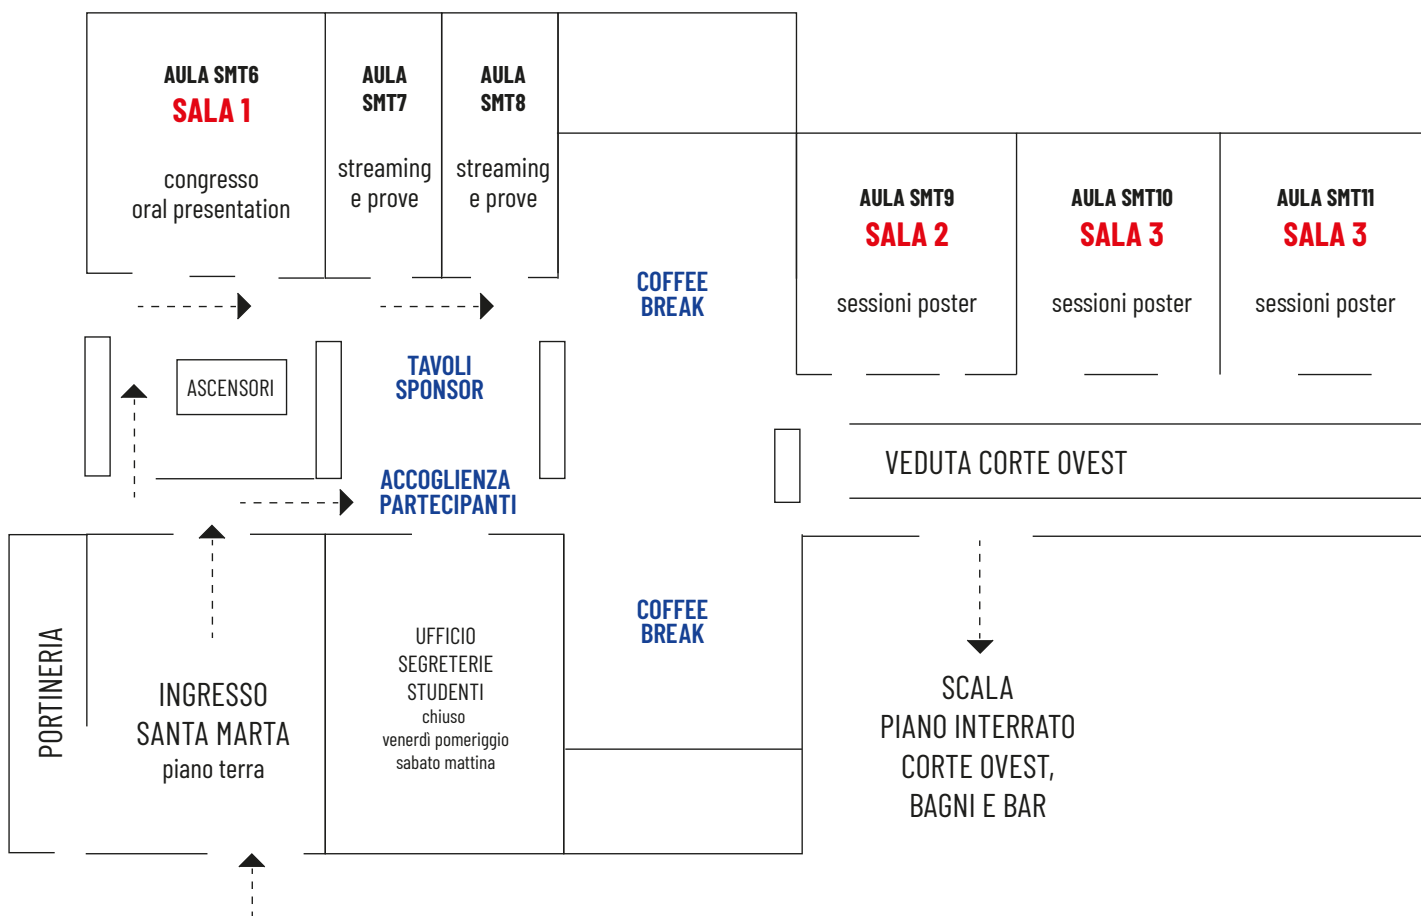 AULA SMT6
SALA 1
congresso
oral presentation
AULA
SMT7
streaming
e prove
AULA
SMT8
streaming
e prove
COFFEE
BREAK
AULA SMT9
SALA 2
sessioni poster
AULA SMT10
SALA 3
sessioni poster
AULA SMT11
SALA 3
sessioni poster
ASCENSORI
TAVOLI
SPONSOR
ACCOGLIENZA
PARTECIPANTI
VEDUTA CORTE OVEST
PORTINERIA
INGRESSO
SANTA MARTA
piano terra
UFFICIO
SEGRETERIE
STUDENTI
chiuso
venerdì pomeriggio
sabato mattina
COFFEE
BREAK
SCALA
PIANO INTERRATO
CORTE OVEST,
BAGNI E BAR